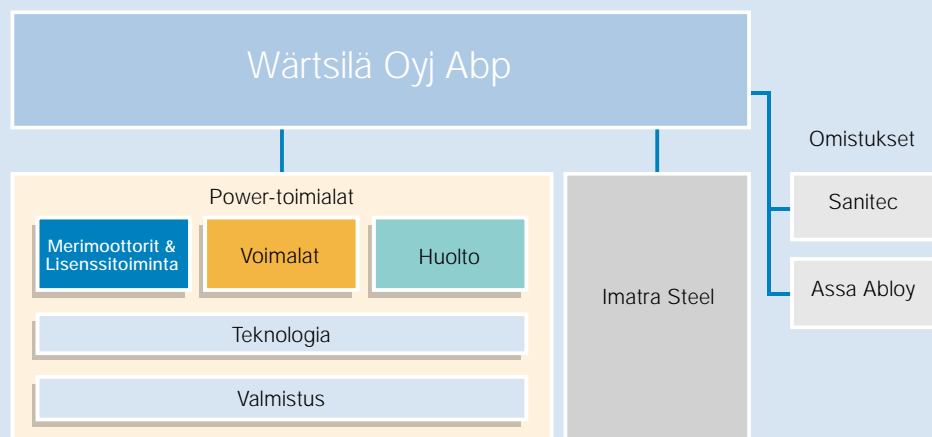 Wärtsilä Oyj Abp
Omistukset
Power-toimialat
Sanitec
Merimoottorit &
Lisenssitoiminta
Voimalat
Huolto
Imatra Steel
Assa Abloy
Teknologia
Valmistus